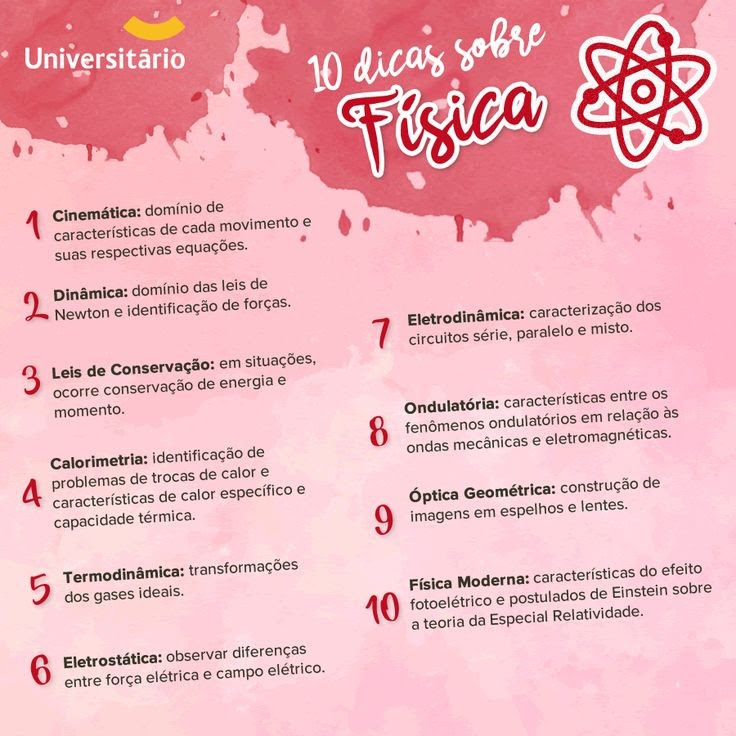 Universitário
10 dicas sobre
Física
1 Cinemática: domínio de
características de cada movimento e
suas respectivas equações.
2 Dinâmica: domínio das leis de
Newton e identificação de forças.
3 Leis de Conservação: em situações,
ocorre conservação de energia e
momento.
4 Calorimetria: identificação de
problemas de trocas de calor e
características de calor específico e
capacidade térmica.
5 Termodinâmica: transformações
dos gases ideais.
6 Eletrostática: observar diferenças
entre força elétrica e campo elétrico.
7 Eletrodinâmica: caracterização dos
circuitos série, paralelo e misto.
8 Ondulatória: características entre os
fenômenos ondulatórios em relação às
ondas mecânicas e eletromagnéticas.
9 Óptica Geométrica: construção de
imagens em espelhos e lentes.
10 Física Moderna: características do efeito
fotoelétrico e postulados de Einstein sobre
a teoria da Especial Relatividade.